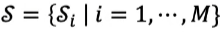 𝒮 = {𝒮ᵢ | i = 1, ⋯, M}